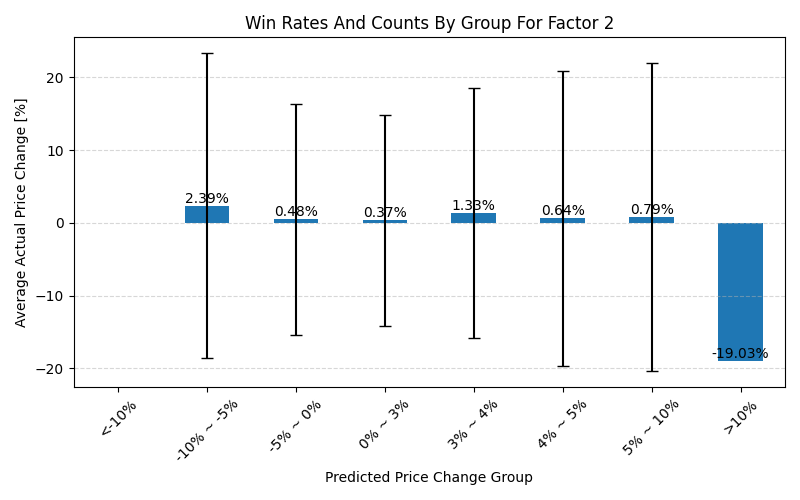 Win Rates And Counts By Group For Factor 2
Average Actual Price Change [%]
20
10
0
−10
−20
2.39%
0.48%
0.37%
1.33%
0.64%
0.79%
-19.03%
<-10%
-10% ~ -5%
-5% ~ 0%
0% ~ 3%
3% ~ 4%
4% ~ 5%
5% ~ 10%
>10%
Predicted Price Change Group